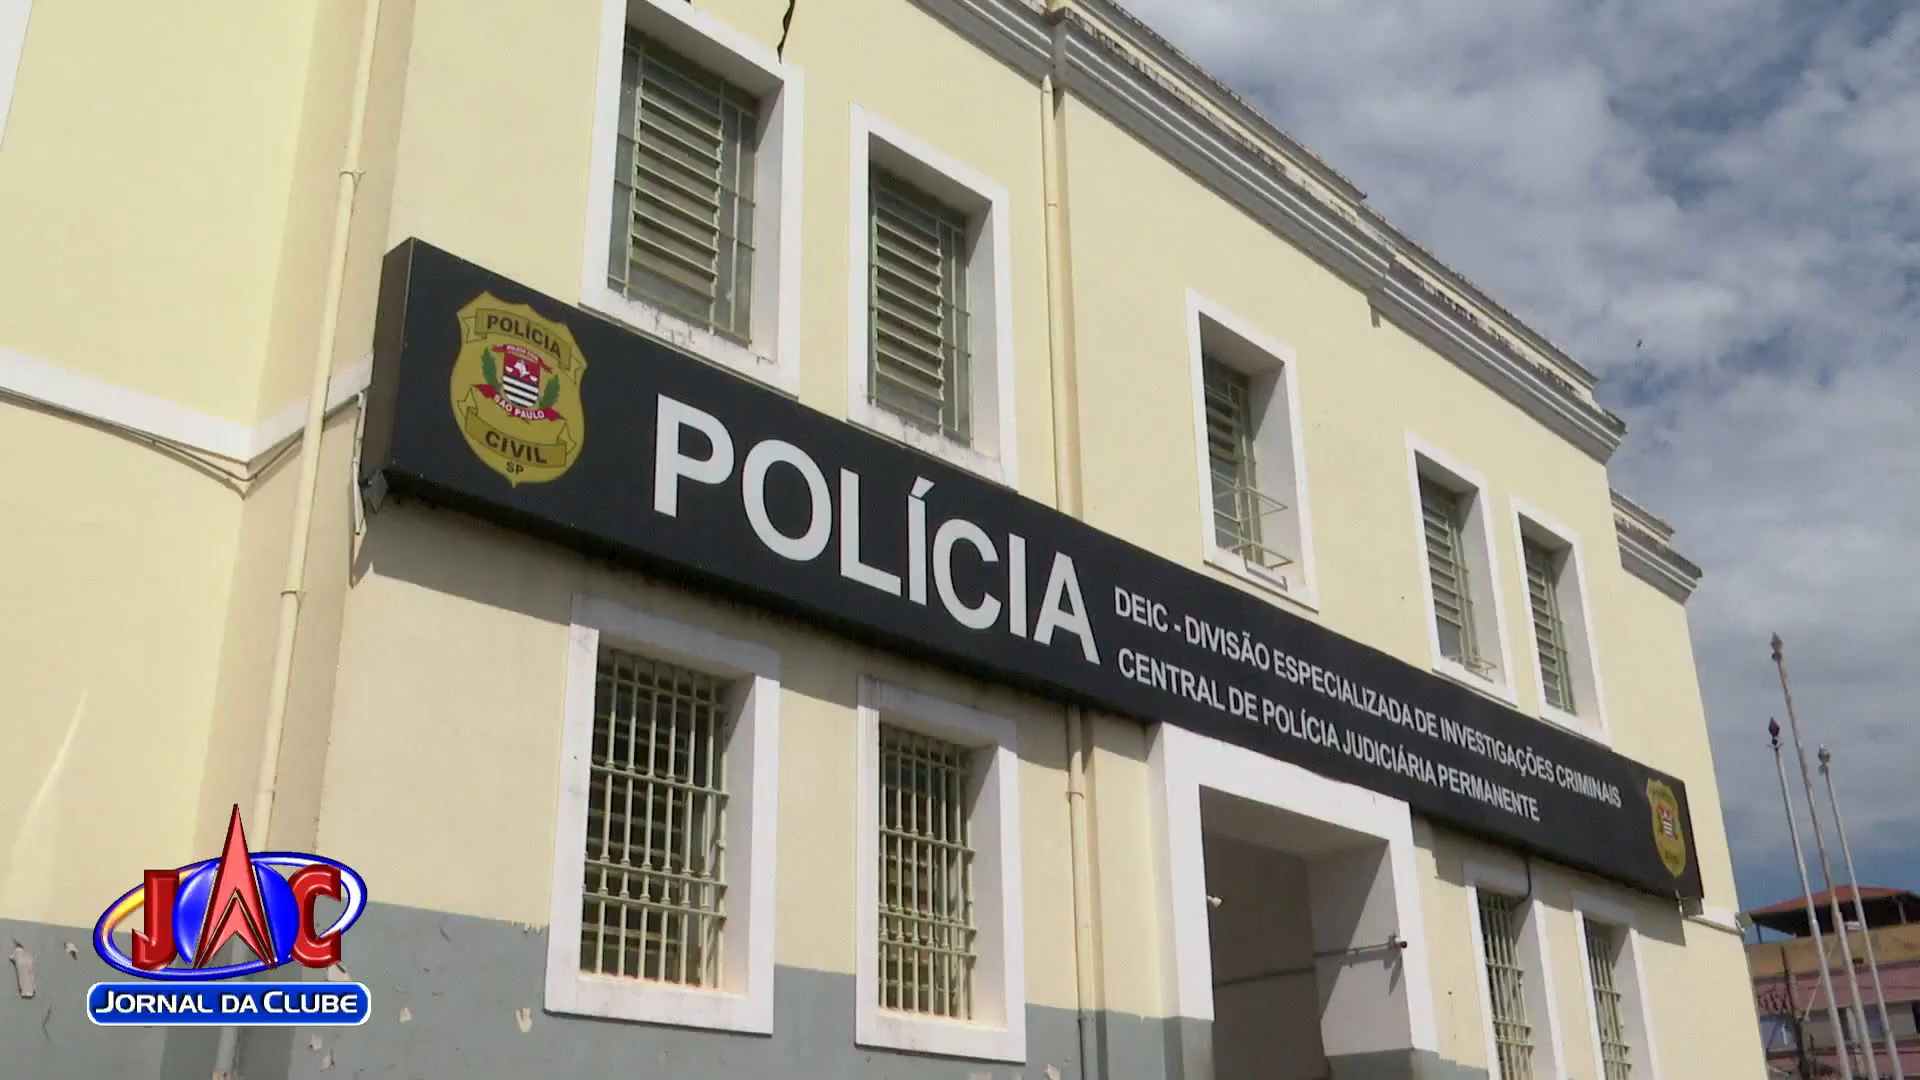 POLÍCIA
SÃO PAULO
CIVIL
SP
POLÍCIA
DEIC - DIVISÃO ESPECIALIZADA DE INVESTIGAÇÕES CRIMINAIS
CENTRAL DE POLÍCIA JUDICIÁRIA PERMANENTE
JAC
JORNAL DA CLUBE